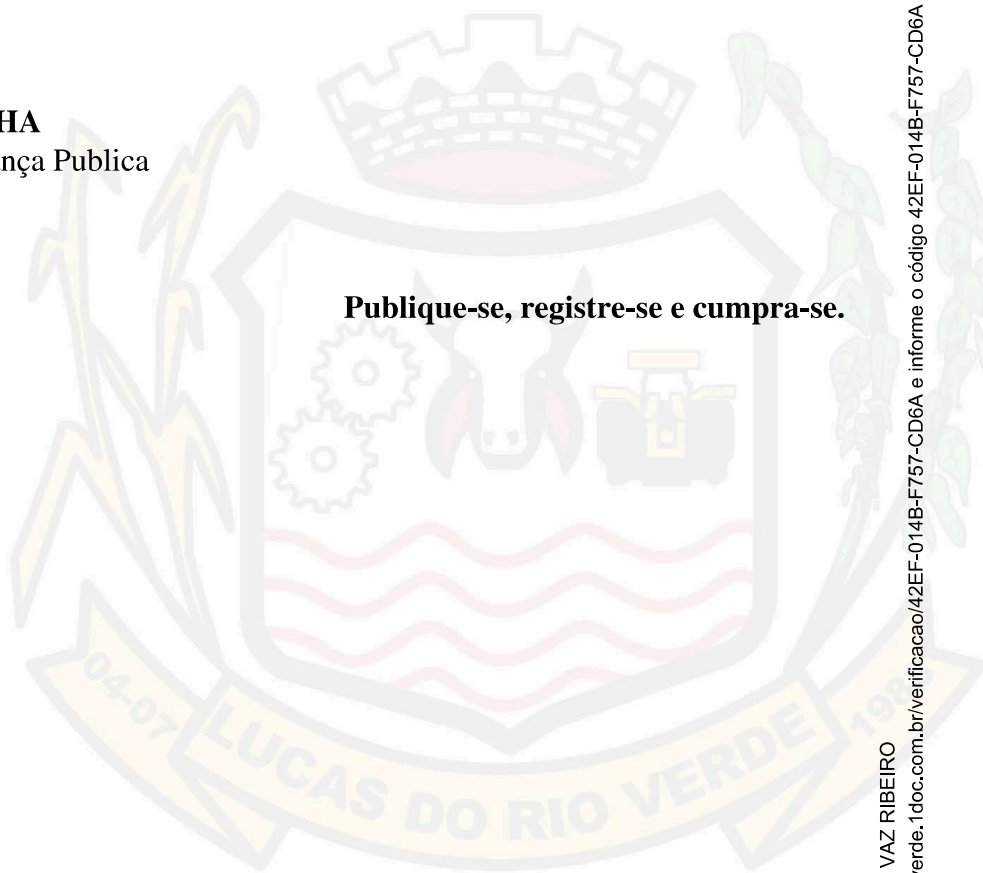 HA
nça Publica
Publique-se, registre-se e cumpra-se.
04-07
LUCAS DO RIO VERDE
1988
VAZ RIBEIRO
erde.1doc.com.br/verificacao/42EF-014B-F757-CD6A e informe o código 42EF-014B-F757-CD6A